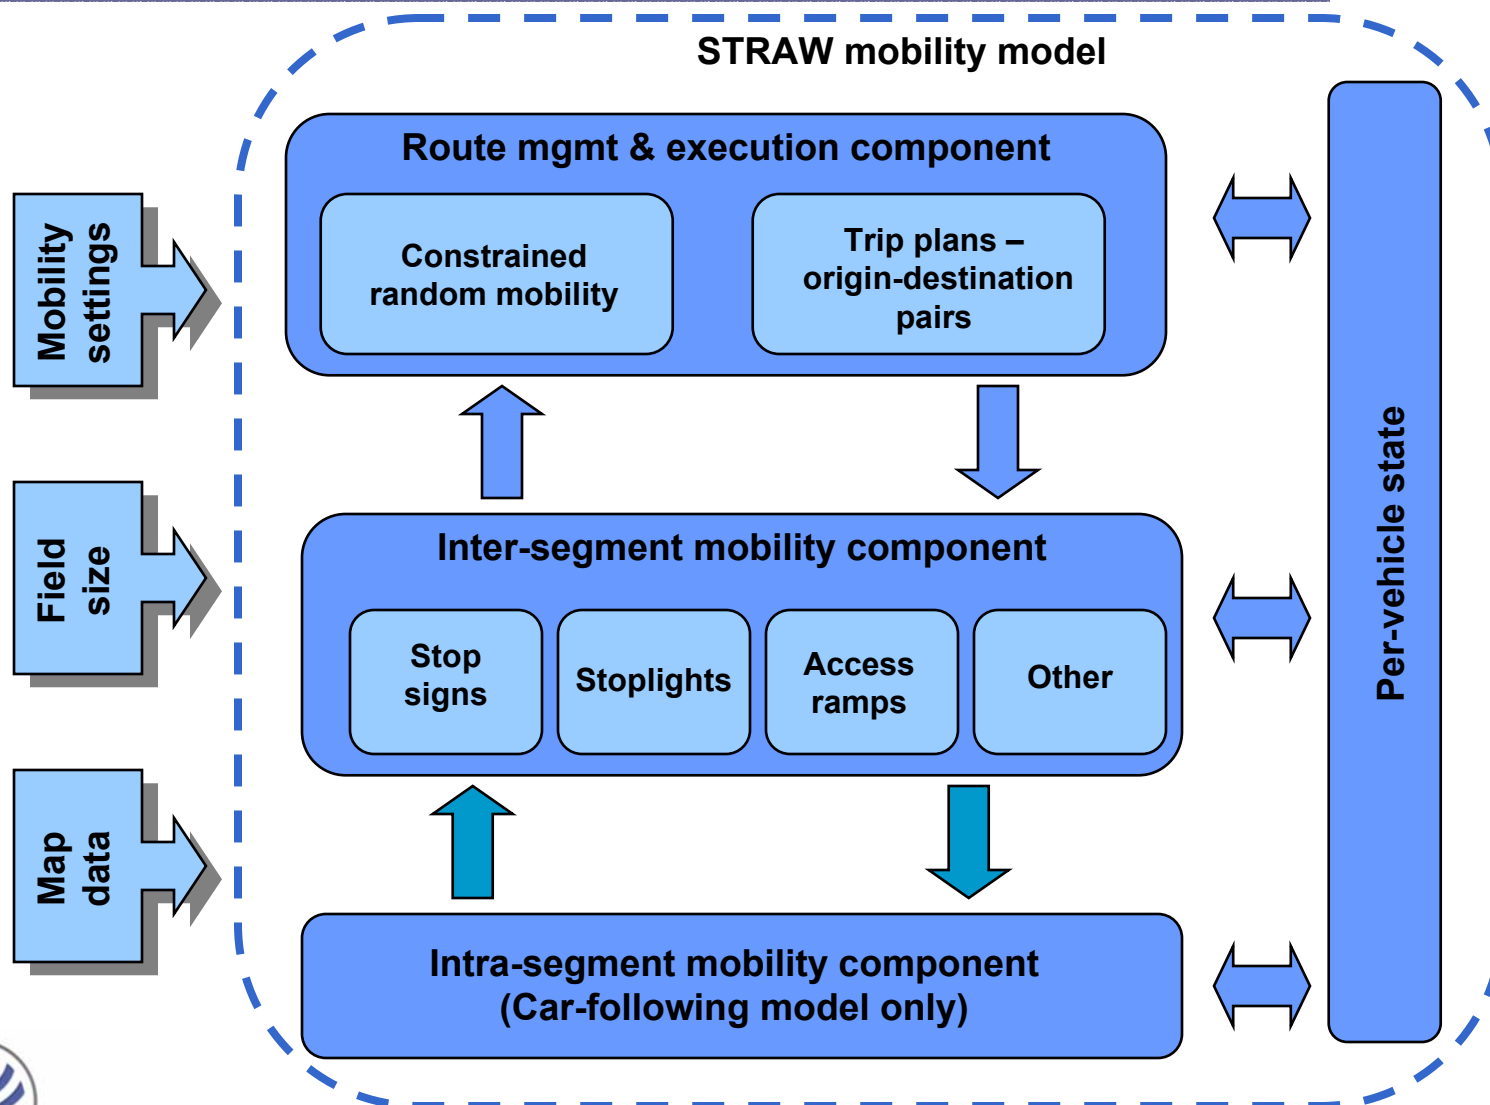 STRAW mobility model
Route mgmt & execution component
Constrained
random mobility
Trip plans –
origin-destination
pairs
Mobility
settings
Field
size
Map
data
Inter-segment mobility component
Stop
signs
Stoplights
Access
ramps
Other
Intra-segment mobility component
(Car-following model only)
Per-vehicle state